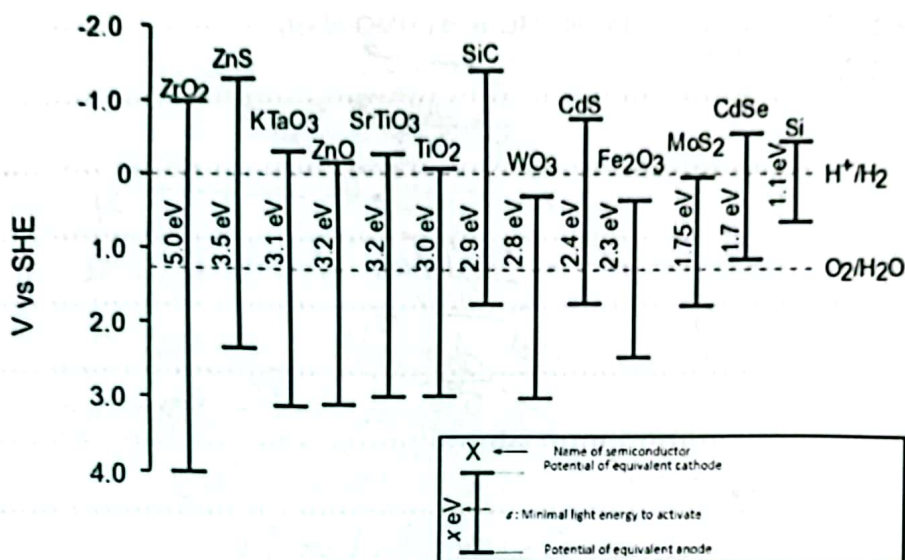 -2.0
-1.0
0
1.0
2.0
3.0
4.0
V vs SHE
ZrO2
5.0 eV
ZnS
3.5 eV
KTaO3
3.1 eV
ZnO
3.2 eV
SrTiO3
3.2 eV
TiO2
3.0 eV
SiC
2.9 eV
WO3
2.8 eV
CdS
2.4 eV
Fe2O3
2.3 eV
MoS2
1.75 eV
CdSe
1.7 eV
Si
1.1 eV
H+/H2
O2/H2O
X
Name of semiconductor
Potential of equivalent cathode
x eV
ε: Minimal light energy to activate
Potential of equivalent anode